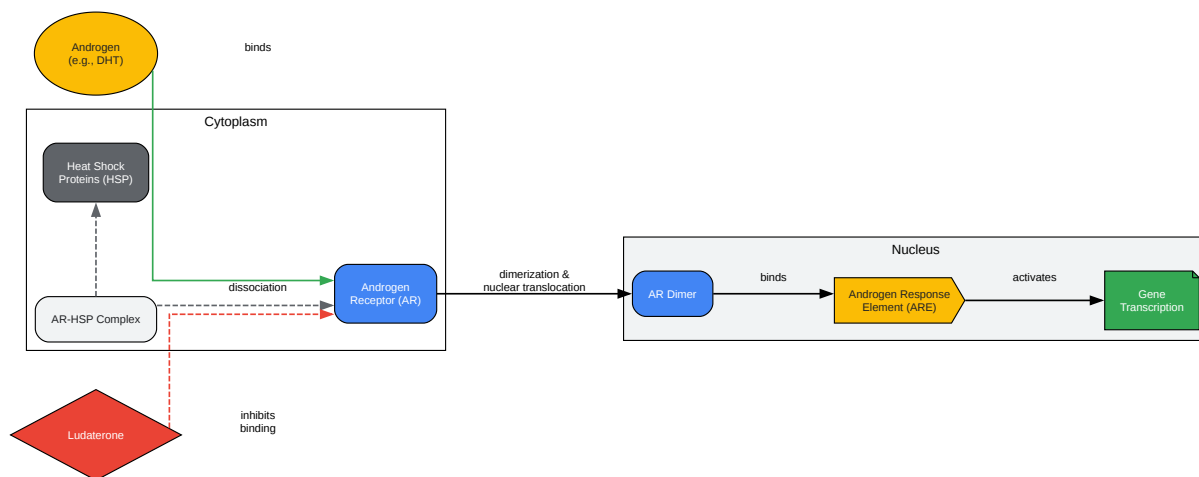 Androgen
(e.g., DHT)
binds
Cytoplasm
Heat Shock
Proteins (HSP)
dissociation
Androgen
Receptor (AR)
AR-HSP Complex
dimerization &
nuclear translocation
Nucleus
AR Dimer
binds
Androgen Response
Element (ARE)
activates
Gene
Transcription
Ludaterone
inhibits
binding